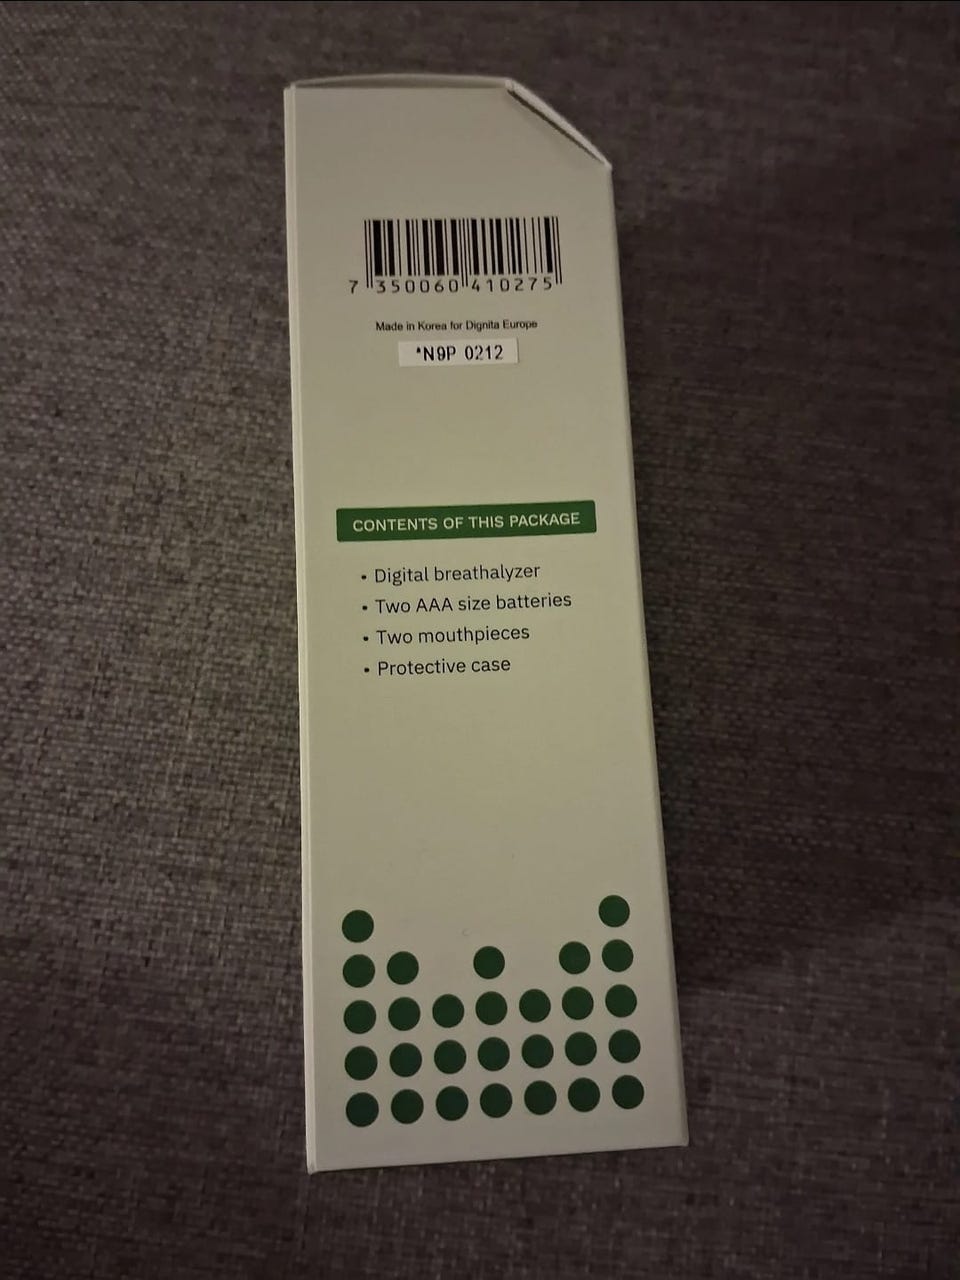 7 350060 410275
Made in Korea for Dignita Europe
*N9P 0212
CONTENTS OF THIS PACKAGE
• Digital breathalyzer
• Two AAA size batteries
• Two mouthpieces
• Protective case